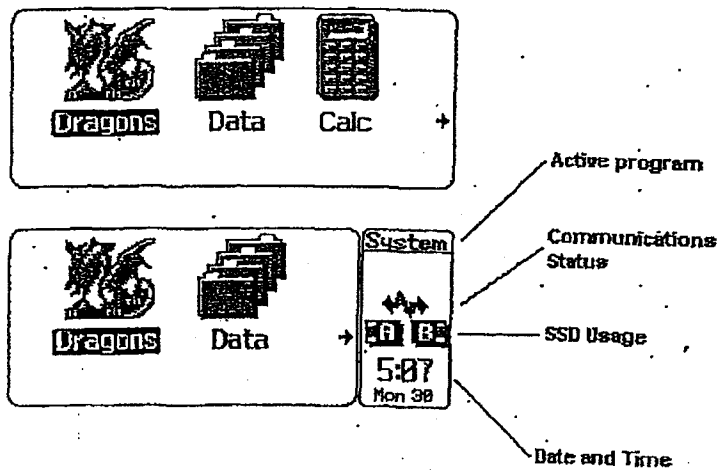 Dragons Data Calc
Active program
System
Communications
Status
A B
SSD Usage
Dragons Data
5:07
Mon 30
Date and Time